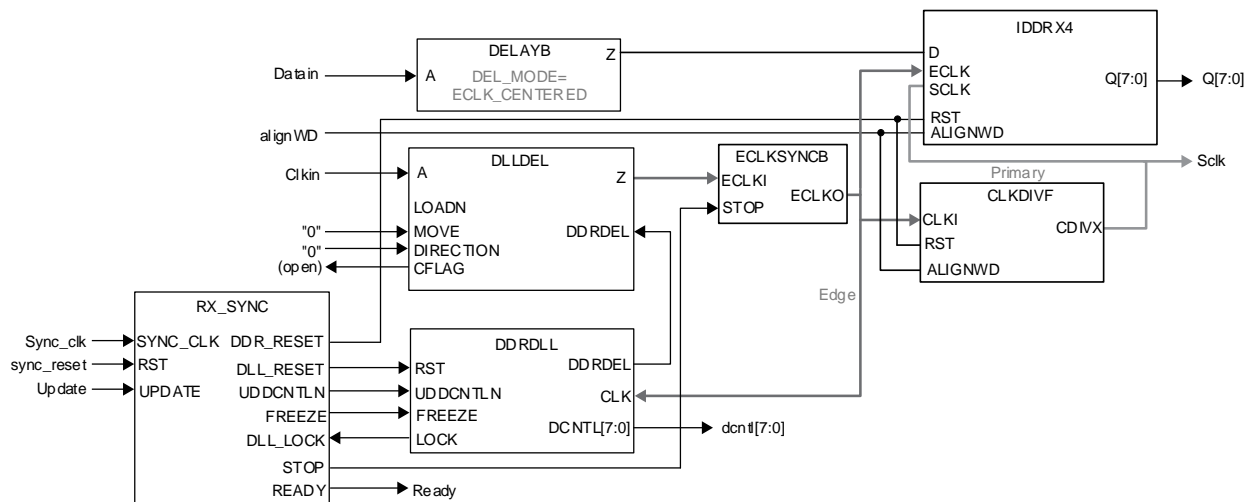 IDDRX4
D
ECLK
SCLK
RST
ALIGNWD
Q[7:0]
Q[7:0]
DELAYB
A
Z
DEL_MODE=
ECLK_CENTERED
Datain
alignWD
Clkin
DLLDEL
A
Z
LOADN
MOVE
DIRECTION
CFLAG
DDRDEL
"0"
"0"
(open)
ECLKSYNCB
ECLKI
STOP
ECLKO
Primary
Sclk
CLKDIVF
CLKI
RST
ALIGNWD
CDIVX
Edge
RX_SYNC
Sync_clk
sync_reset
Update
SYNC_CLK
RST
UPDATE
DDR_RESET
DLL_RESET
UDDCNTLN
FREEZE
DLL_LOCK
STOP
READY
Ready
DDRDLL
RST
UDDCNTLN
FREEZE
LOCK
DDRDEL
CLK
DCNTL[7:0]
dcntl[7:0]